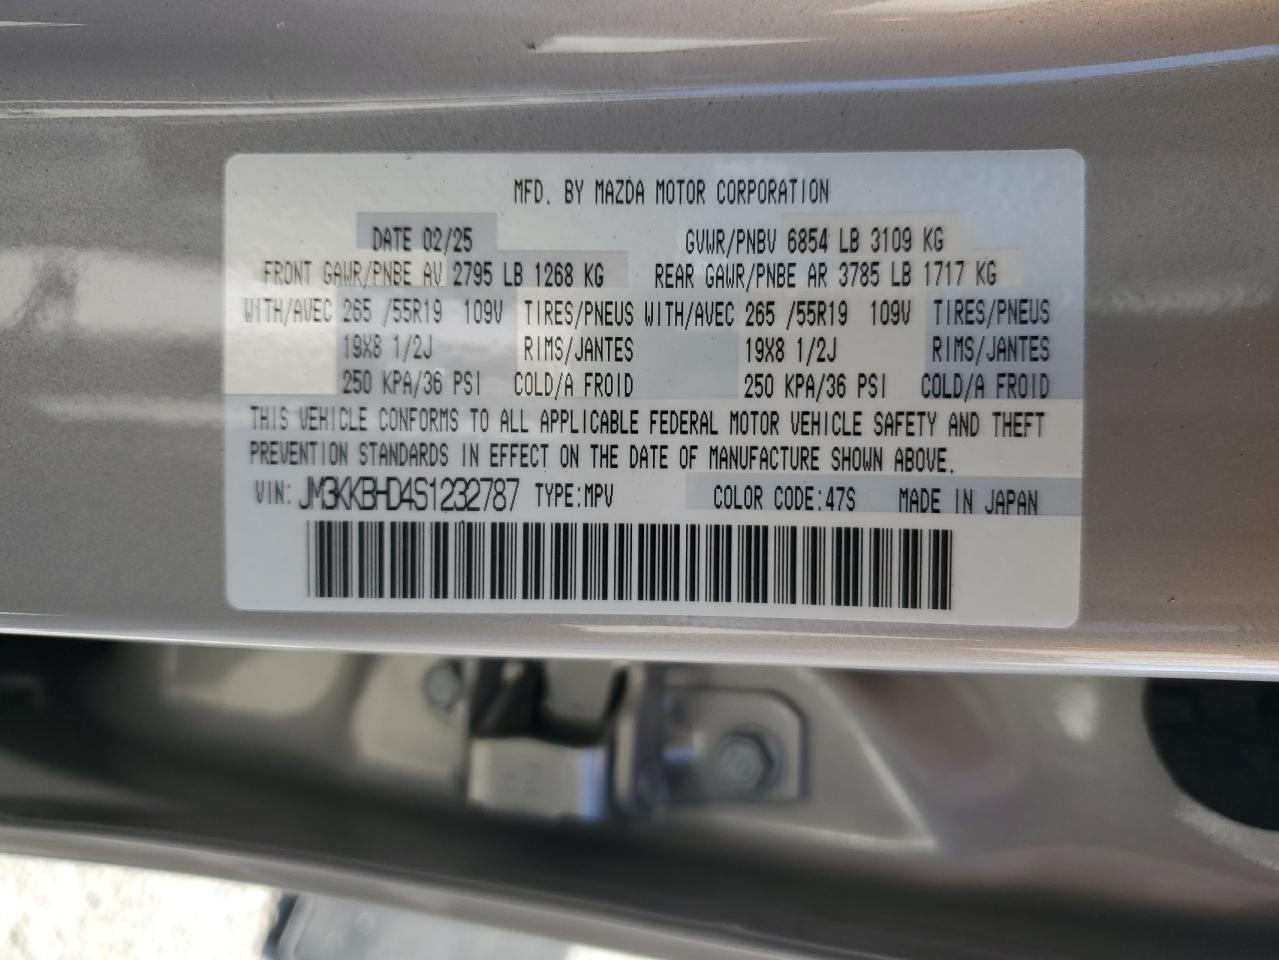 MFD. BY MAZDA MOTOR CORPORATION
DATE 02/25 GVWR/PNBV 6854 LB 3109 KG
FRONT GAWR/PNBE AV 2795 LB 1268 KG REAR GAWR/PNBE AR 3785 LB 1717 KG
WITH/AVEC 265 /55R19 109V TIRES/PNEUS WITH/AVEC 265 /55R19 109V TIRES/PNEUS
19X8 1/2J RIMS/JANTES 19X8 1/2J RIMS/JANTES
250 KPA/36 PSI COLD/A FROID 250 KPA/36 PSI COLD/A FROID
THIS VEHICLE CONFORMS TO ALL APPLICABLE FEDERAL MOTOR VEHICLE SAFETY AND THEFT
PREVENTION STANDARDS IN EFFECT ON THE DATE OF MANUFACTURE SHOWN ABOVE.
VIN: JM3KKBHD4S1232787 TYPE:MPV COLOR CODE:47S MADE IN JAPAN